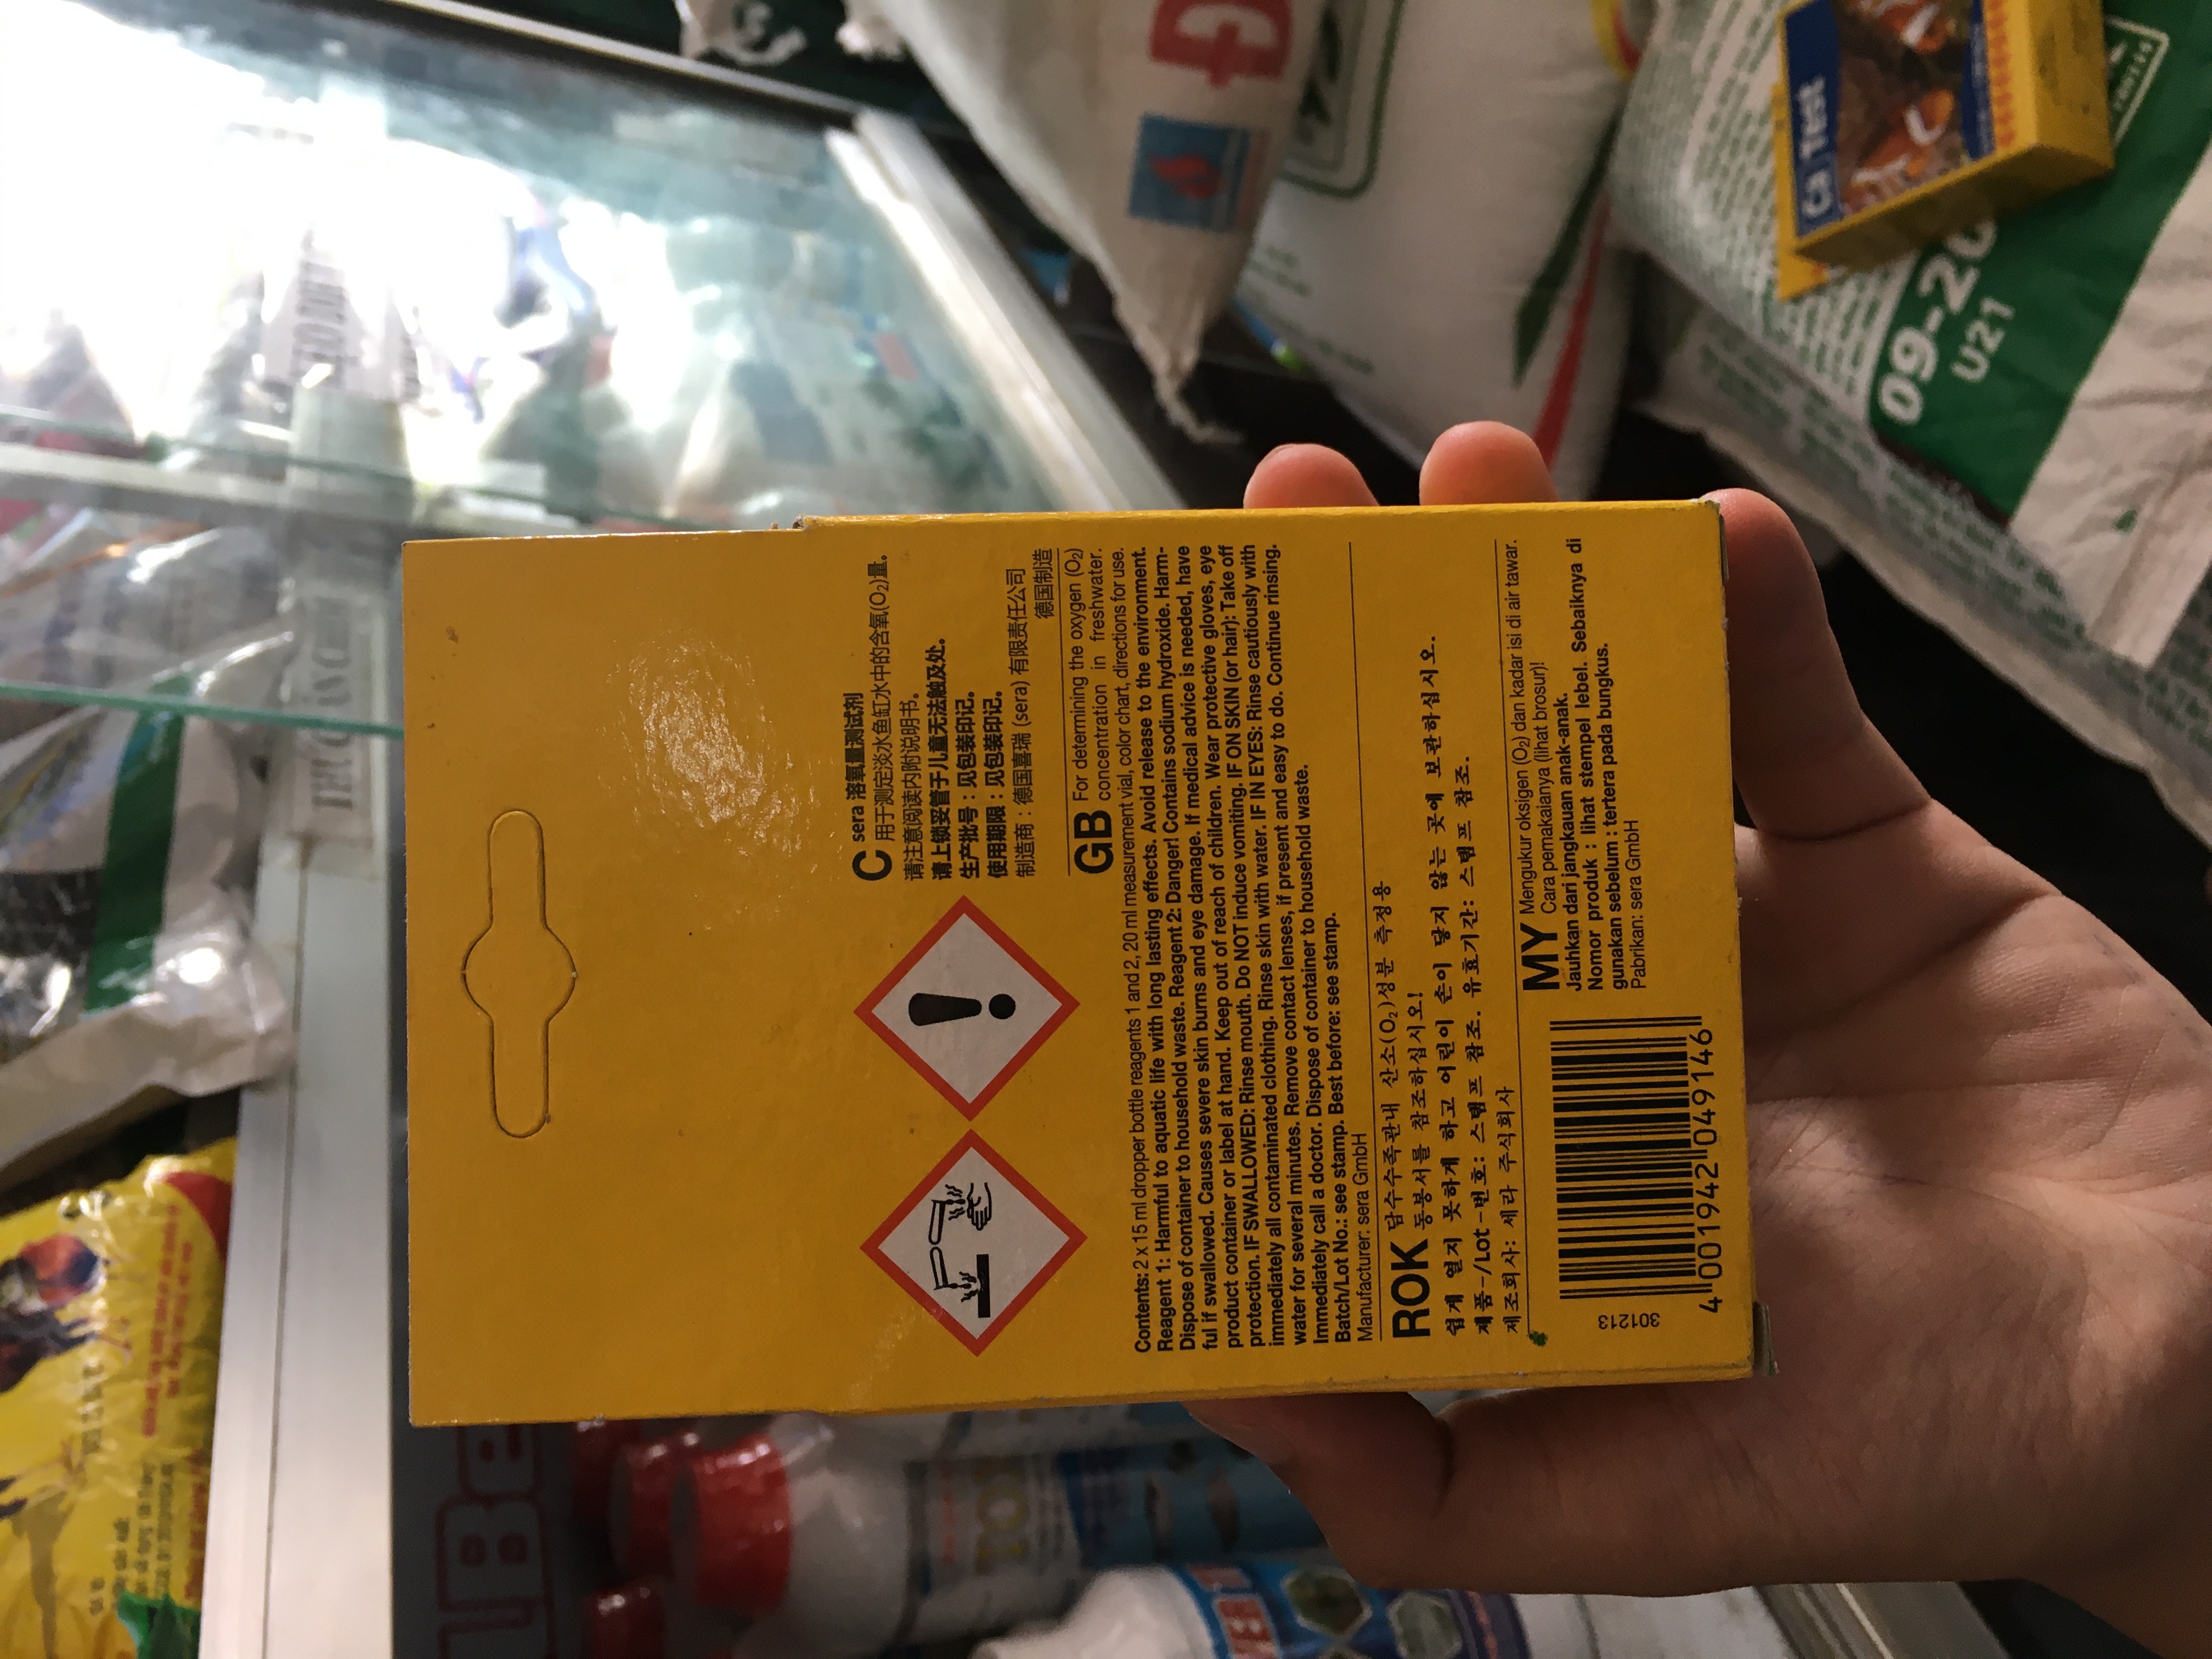 C sera 溶氧量测试剂
用于测定淡水鱼缸水中的含氧(O₂)量.
请注意阅读内附说明书。
请上锁妥管于儿童无法触及处.
生产批号：见包装印记.
使用期限：见包装印记.
制造商：德国喜瑞 (sera) 有限责任公司
德国制造
GB For determining the oxygen (O₂)
concentration in freshwater.
Contents: 2 x 15 ml dropper bottle reagents 1 and 2, 20 ml measurement vial, color chart, directions for use.
Reagent 1: Harmful to aquatic life with long lasting effects. Avoid release to the environment.
Dispose of container to household waste. Reagent 2: Danger! Contains sodium hydroxide. Harm-
ful if swallowed. Causes severe skin burns and eye damage. If medical advice is needed, have
product container or label at hand. Keep out of reach of children. Wear protective gloves, eye
protection. IF SWALLOWED: Rinse mouth. Do NOT induce vomiting. IF ON SKIN (or hair): Take off
immediately all contaminated clothing. Rinse skin with water. IF IN EYES: Rinse cautiously with
water for several minutes. Remove contact lenses, if present and easy to do. Continue rinsing.
Immediately call a doctor. Dispose of container to household waste.
Batch/Lot No.: see stamp. Best before: see stamp.
Manufacturer: sera GmbH
ROK 담수수족관내 산소(O₂)성분 측정용
동봉서를 참조하십시오!
쉽게 열지 못하게 하고 어린이 손이 닿지 않는 곳에 보관하십시오.
제품-/Lot-번호: 스탬프 참조. 유효기간: 스탬프 참조.
제조회사: 세라 주식회사
MY Mengukur oksigen (O₂) dan kadar isi di air tawar.
Cara pemakaianya (lihat brosur)!
Jauhkan dari jangkauan anak-anak.
Nomor produk : lihat stempel lebel. Sebaiknya di
gunakan sebelum : tertera pada bungkus.
Pabrikan: sera GmbH
301213
4 001942 049146
Ca Test
09-20
U21